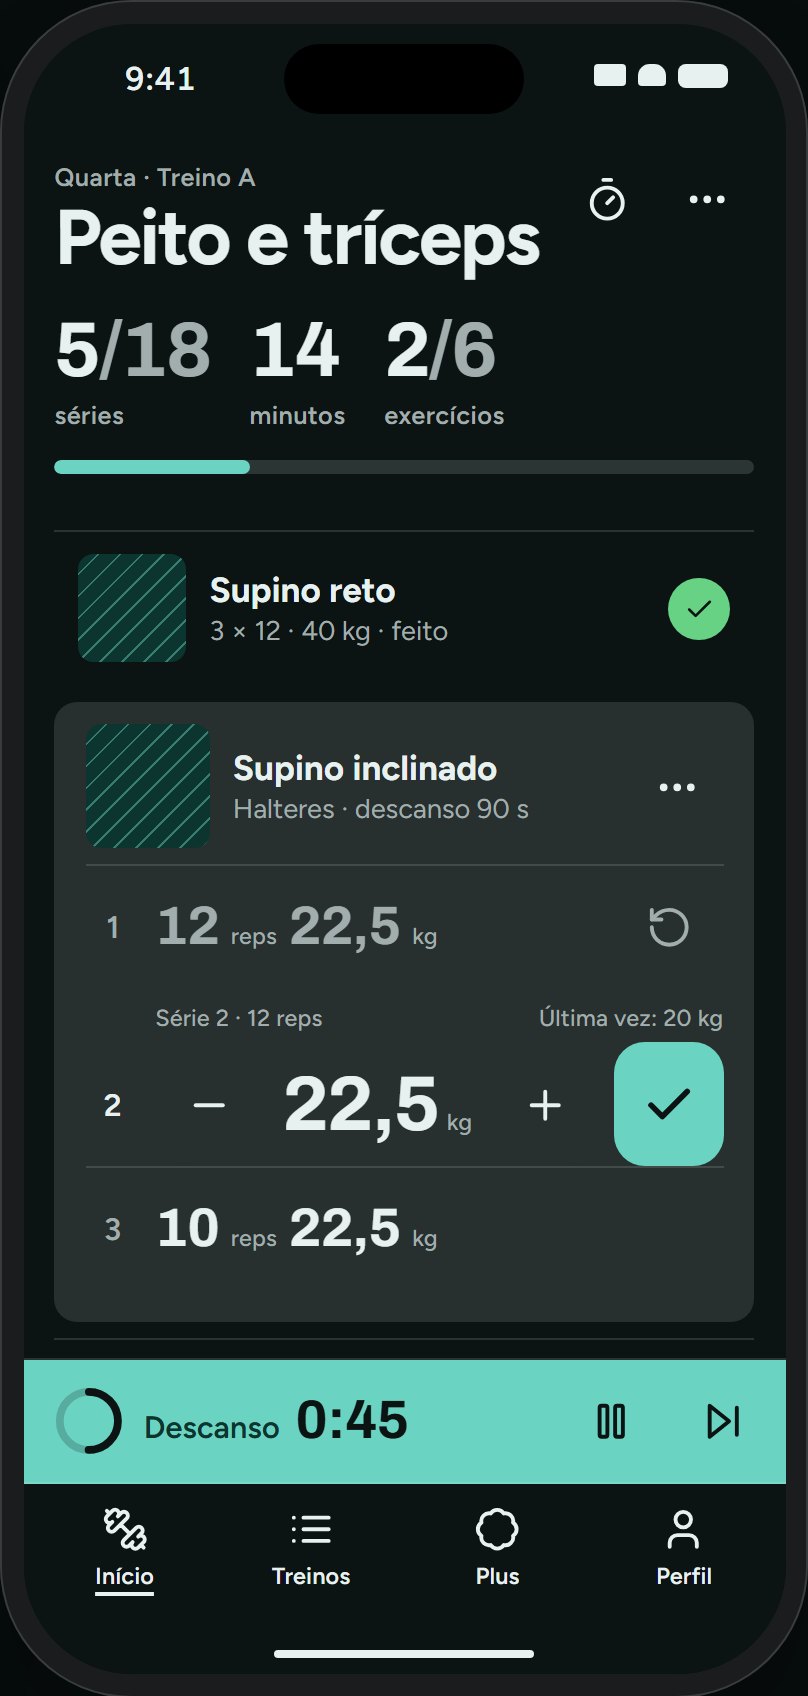 9:41
Quarta · Treino A
Peito e tríceps
5/18 14 2/6
séries minutos exercícios
Supino reto
3 × 12 · 40 kg · feito
Supino inclinado
Halteres · descanso 90 s
1 12 reps 22,5 kg
Série 2 · 12 reps Última vez: 20 kg
2 − 22,5 kg +
3 10 reps 22,5 kg
Descanso 0:45
Início Treinos Plus Perfil